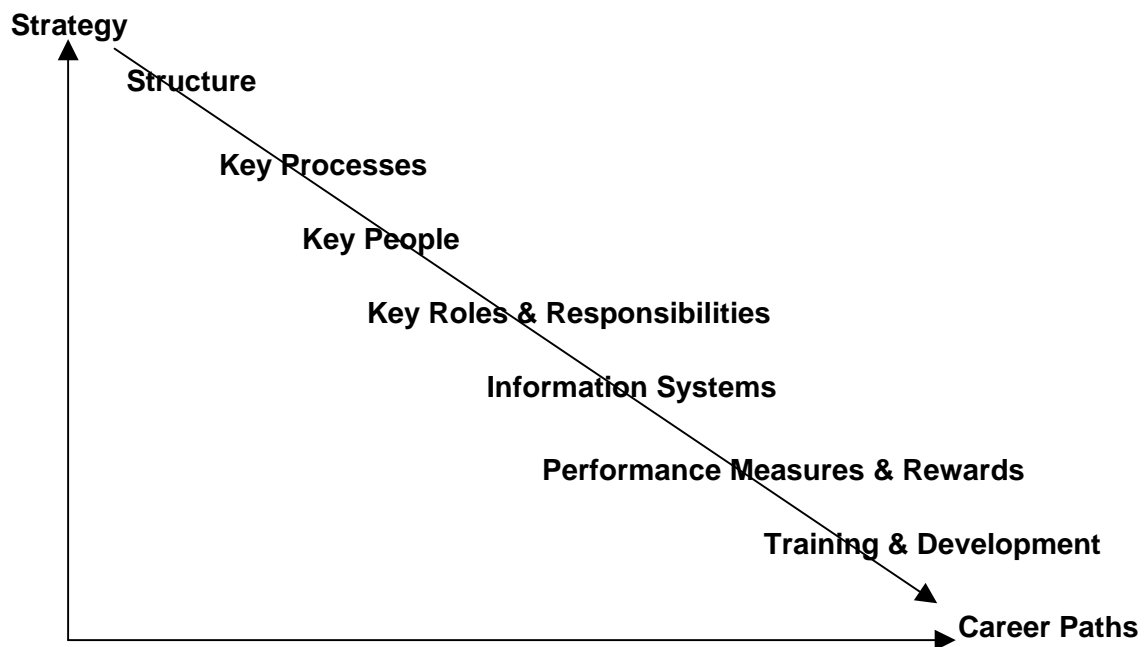 Strategy
Structure
Key Processes
Key People
Key Roles & Responsibilities
Information Systems
Performance Measures & Rewards
Training & Development
Career Paths